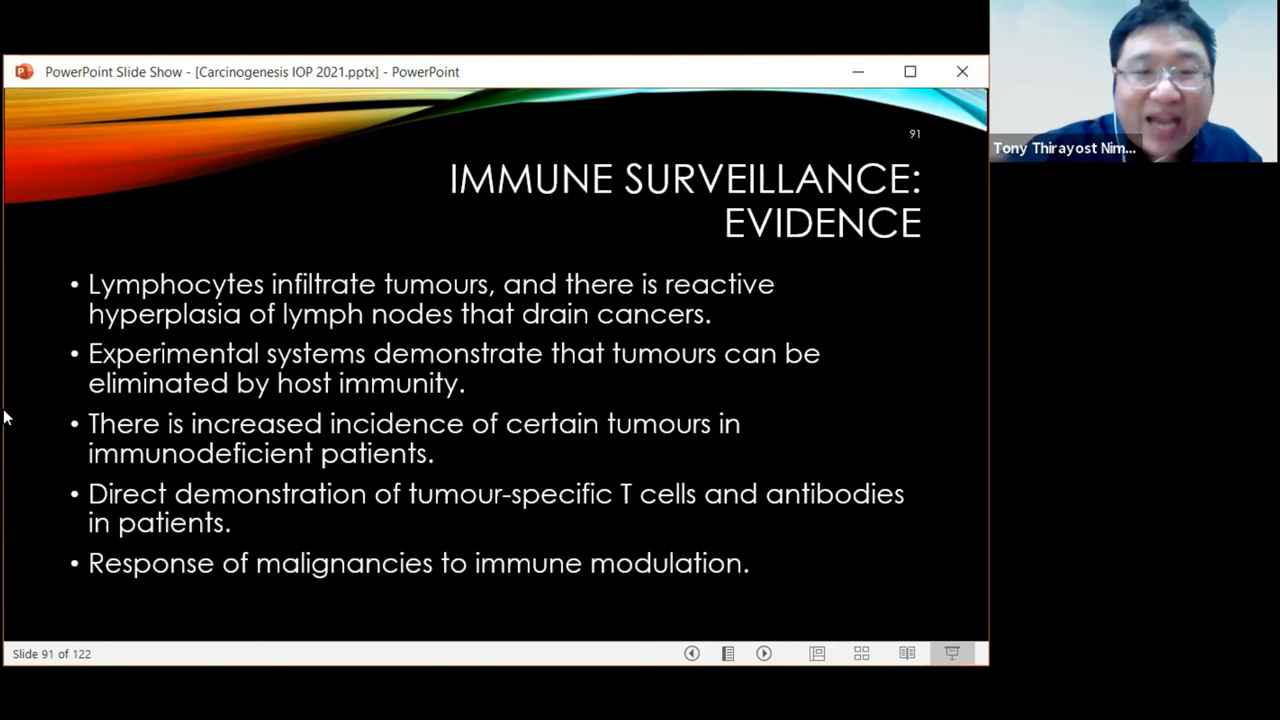 PowerPoint Slide Show - [Carcinogenesis IOP 2021.pptx] - PowerPoint
Tony Thirayost Nim...
91
IMMUNE SURVEILLANCE:
EVIDENCE
• Lymphocytes infiltrate tumours, and there is reactive
hyperplasia of lymph nodes that drain cancers.
• Experimental systems demonstrate that tumours can be
eliminated by host immunity.
• There is increased incidence of certain tumours in
immunodeficient patients.
• Direct demonstration of tumour-specific T cells and antibodies
in patients.
• Response of malignancies to immune modulation.
Slide 91 of 122